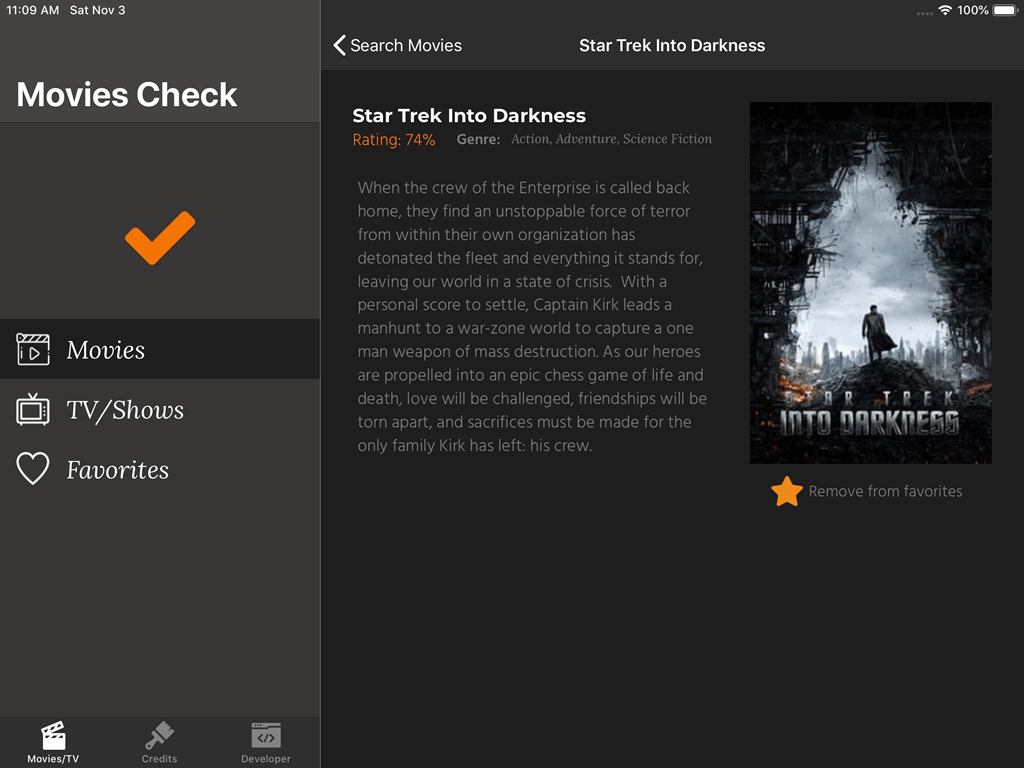 11:09 AM Sat Nov 3
100%
Movies Check
Movies
TV/Shows
Favorites
Movies/TV
Credits
Developer
Search Movies
Star Trek Into Darkness
Star Trek Into Darkness
Rating: 74% Genre: Action, Adventure, Science Fiction
When the crew of the Enterprise is called back
home, they find an unstoppable force of terror
from within their own organization has
detonated the fleet and everything it stands for,
leaving our world in a state of crisis.  With a
personal score to settle, Captain Kirk leads a
manhunt to a war-zone world to capture a one
man weapon of mass destruction. As our heroes
are propelled into an epic chess game of life and
death, love will be challenged, friendships will be
torn apart, and sacrifices must be made for the
only family Kirk has left: his crew.
STAR TREK
INTO DARKNESS
Remove from favorites